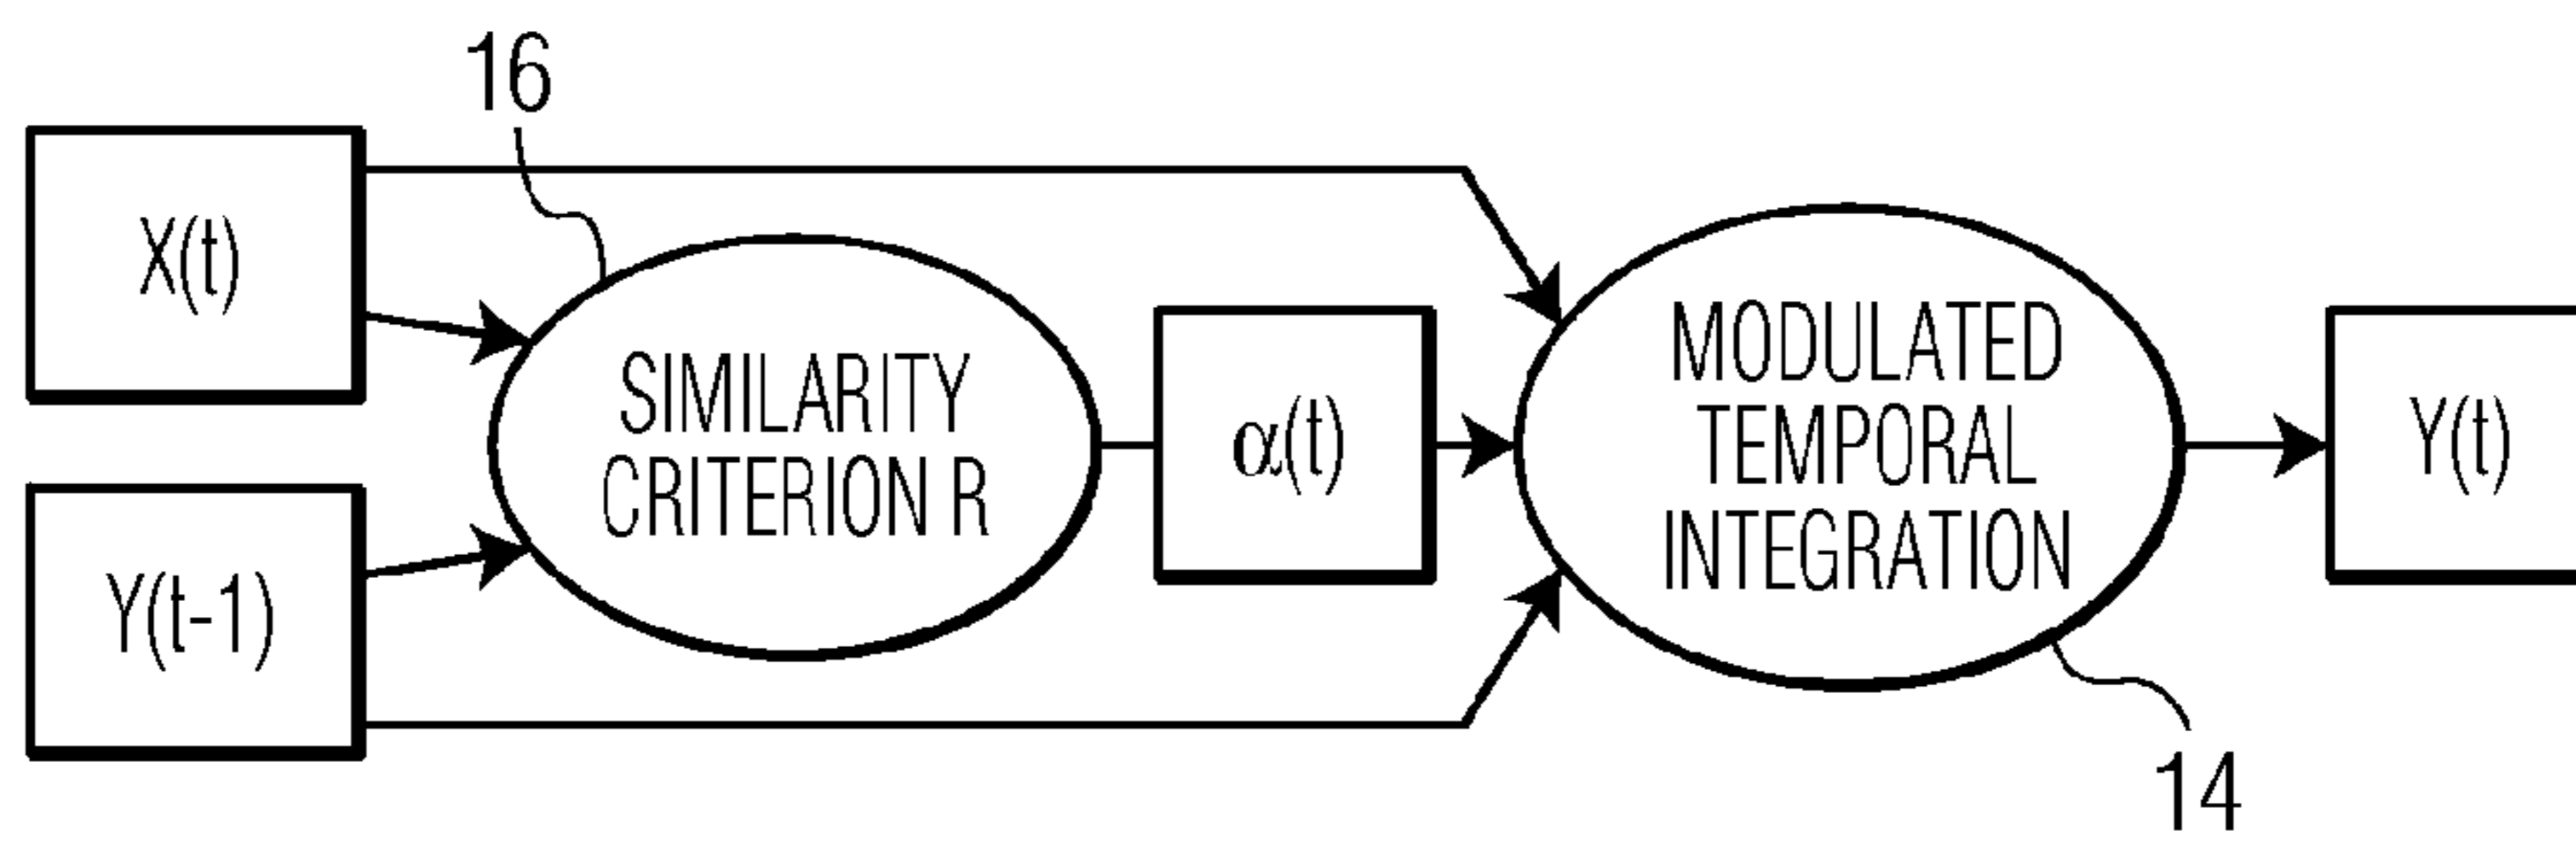 16
X(t)
Y(t-1)
SIMILARITY
CRITERION R
α(t)
MODULATED
TEMPORAL
INTEGRATION
Y(t)
14